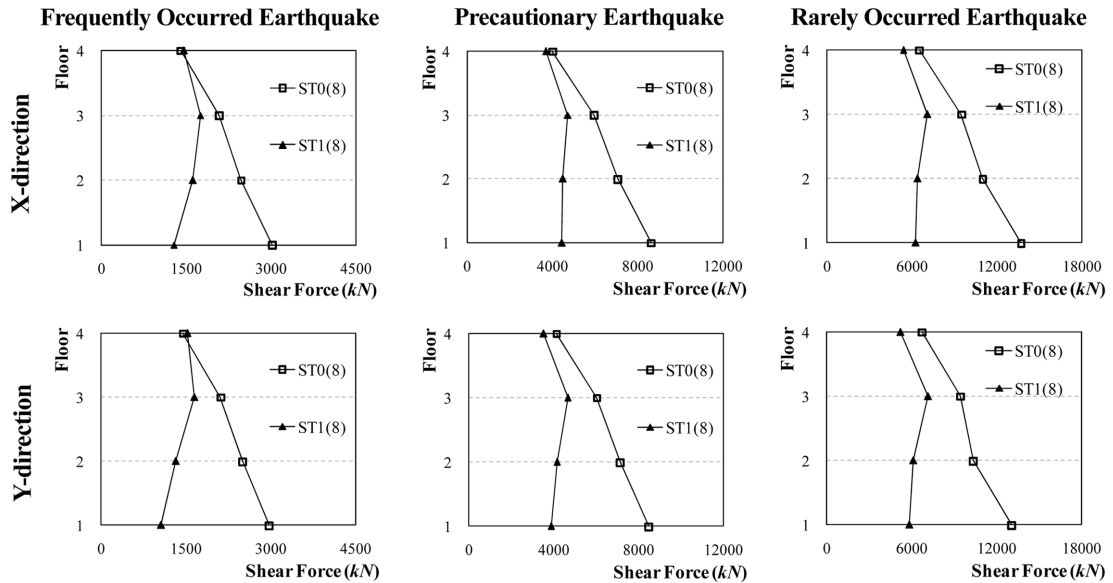 Frequently Occurred Earthquake
Precautionary Earthquake
Rarely Occurred Earthquake
X-direction
Floor
4
3
2
1
ST0(8)
ST1(8)
0 1500 3000 4500
Shear Force (kN)
Floor
4
3
2
1
ST0(8)
ST1(8)
0 4000 8000 12000
Shear Force (kN)
Floor
4
3
2
1
ST0(8)
ST1(8)
0 6000 12000 18000
Shear Force (kN)
Y-direction
Floor
4
3
2
1
ST0(8)
ST1(8)
0 1500 3000 4500
Shear Force (kN)
Floor
4
3
2
1
ST0(8)
ST1(8)
0 4000 8000 12000
Shear Force (kN)
Floor
4
3
2
1
ST0(8)
ST1(8)
0 6000 12000 18000
Shear Force (kN)